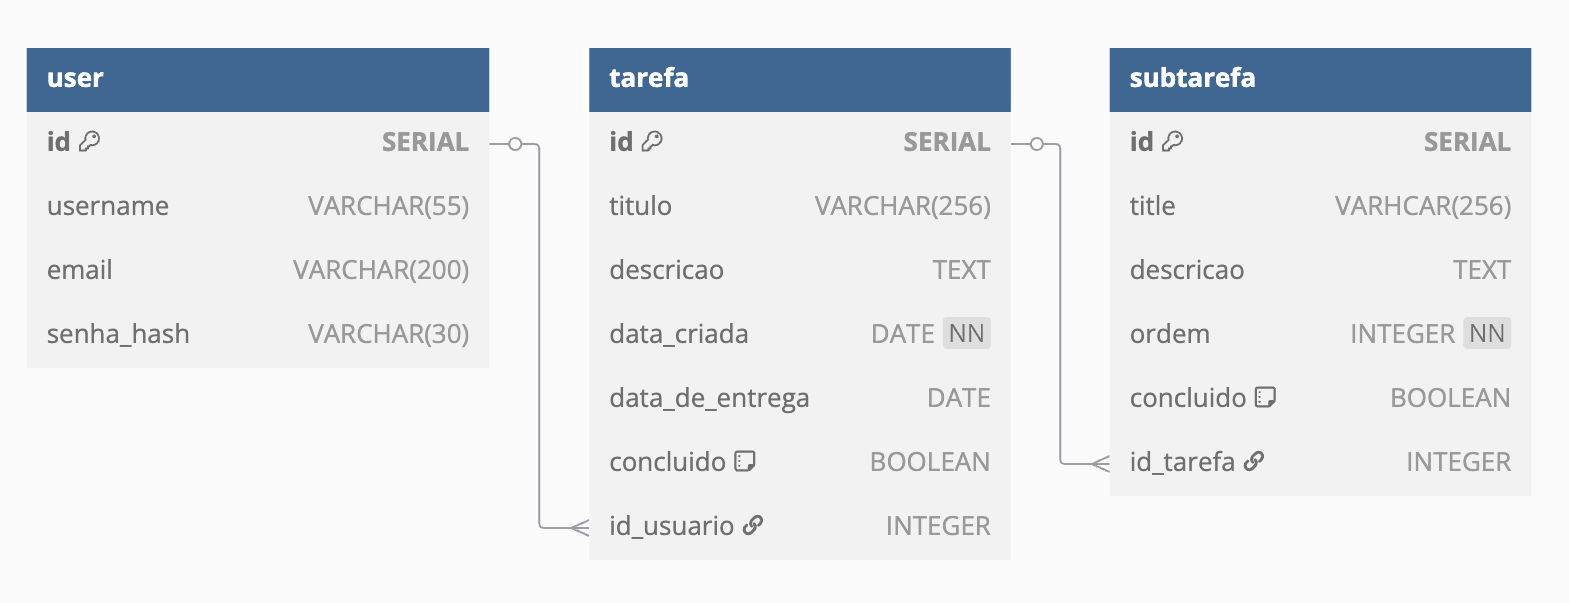 user
id SERIAL
username VARCHAR(55)
email VARCHAR(200)
senha_hash VARCHAR(30)
tarefa
id SERIAL
titulo VARCHAR(256)
descricao TEXT
data_criada DATE NN
data_de_entrega DATE
concluido BOOLEAN
id_usuario INTEGER
subtarefa
id SERIAL
title VARHCAR(256)
descricao TEXT
ordem INTEGER NN
concluido BOOLEAN
id_tarefa INTEGER